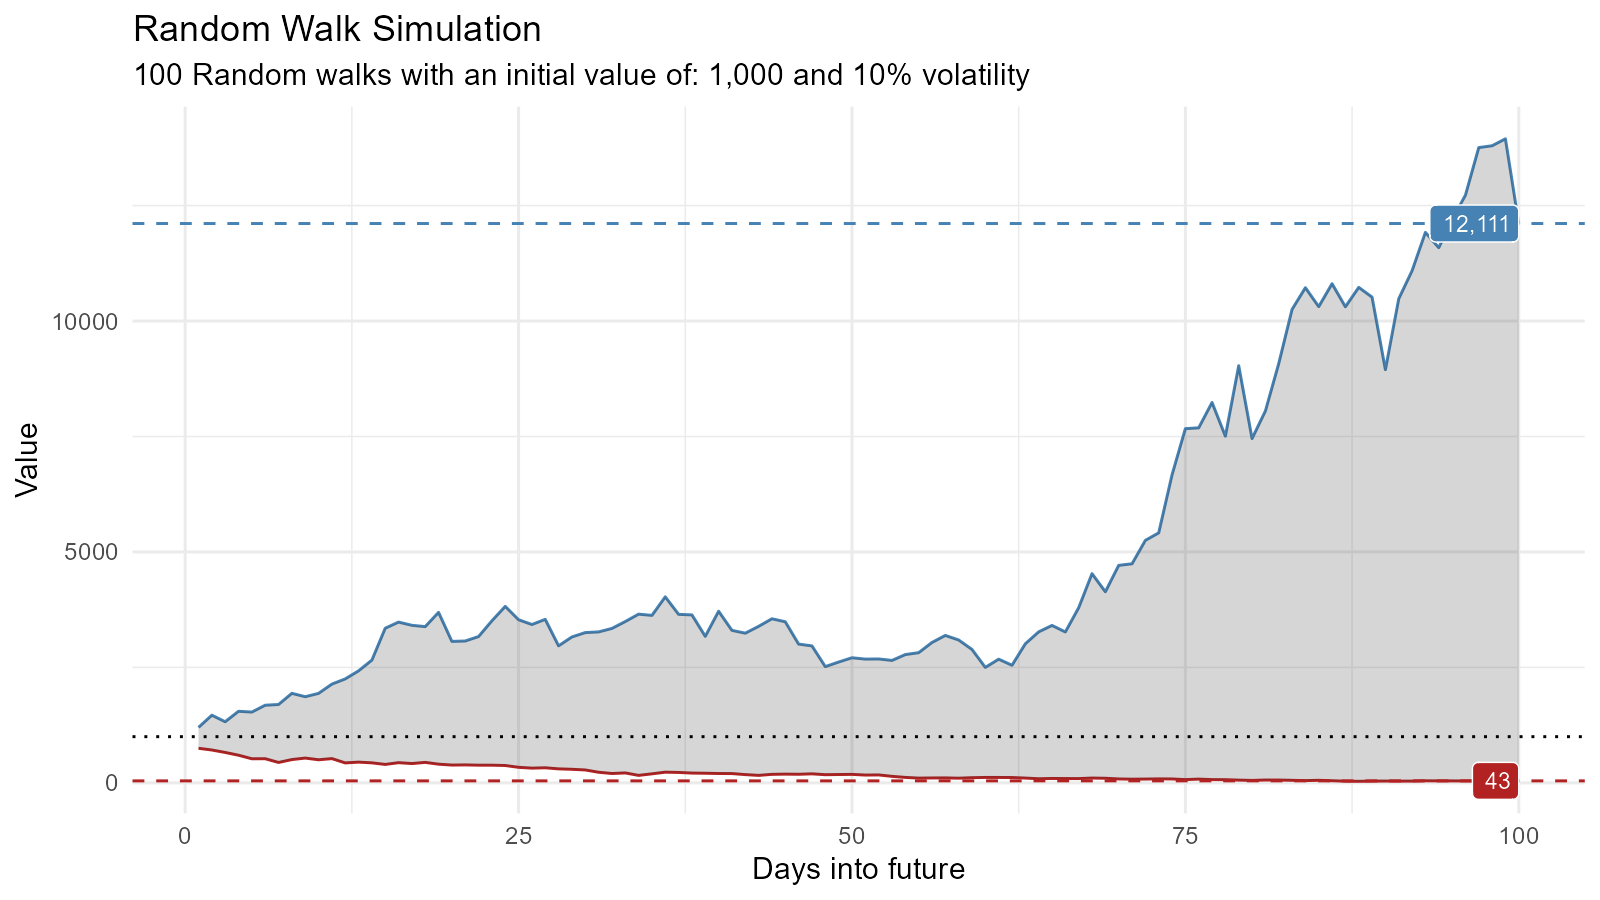 Random Walk Simulation
100 Random walks with an initial value of: 1,000 and 10% volatility
Value
10000
5000
0
12,111
43
0 25 50 75 100
Days into future